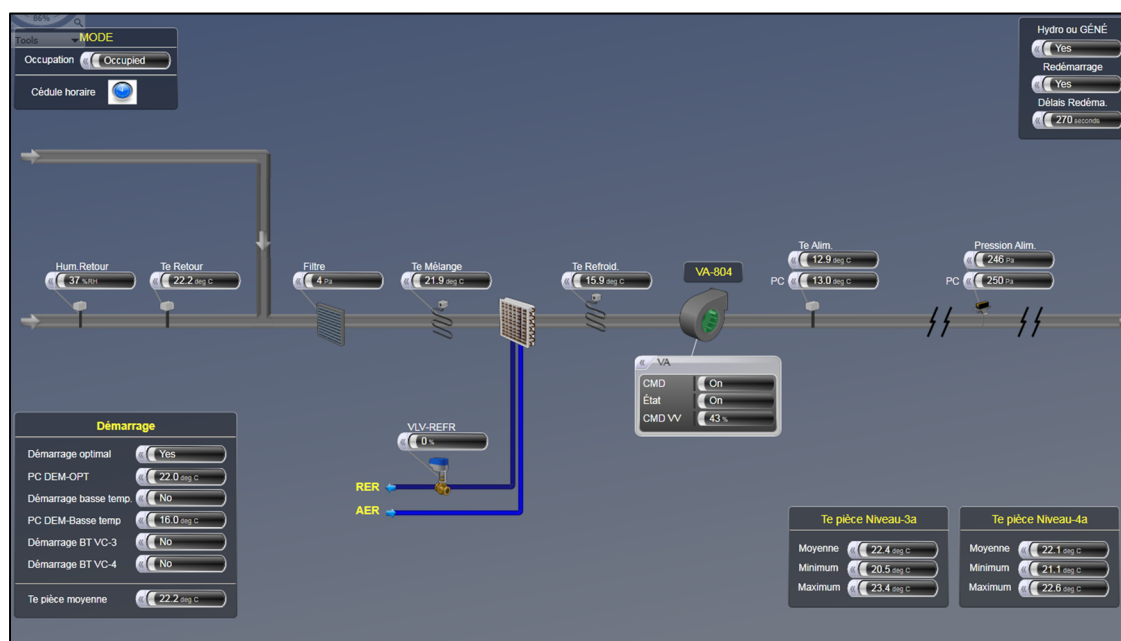 86%
Tools
MODE
Occupation Occupied
Cédule horaire
Hydro ou GÉNÉ
Yes
Redémarrage
Yes
Délais Redéma.
270 seconds
Hum.Retour
37 %RH
Te Retour
22.2 deg C
Filtre
4 Pa
Te Mélange
21.9 deg C
Te Refroid.
15.9 deg C
VA-804
Te Alim.
12.9 deg C
PC 13.0 deg C
Pression Alim.
246 Pa
PC 250 Pa
VA
CMD On
État On
CMD VV 43 %
VLV-REFR
0 %
RER
AER
Démarrage
Démarrage optimal Yes
PC DEM-OPT 22.0 deg C
Démarrage basse temp. No
PC DEM-Basse temp 16.0 deg C
Démarrage BT VC-3 No
Démarrage BT VC-4 No
Te pièce moyenne 22.2 deg C
Te pièce Niveau-3a
Moyenne 22.4 deg C
Minimum 20.5 deg C
Maximum 23.4 deg C
Te pièce Niveau-4a
Moyenne 22.1 deg C
Minimum 21.1 deg C
Maximum 22.6 deg C